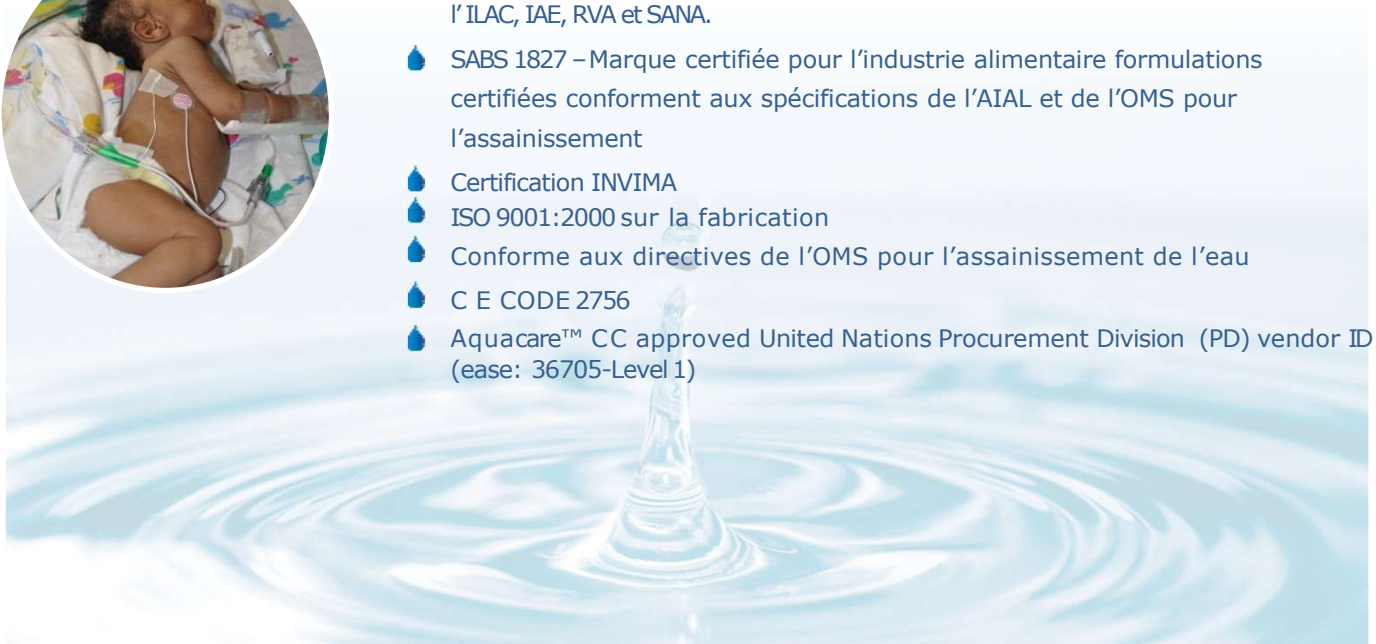 l'ILAC, IAE, RVA et SANA.
SABS 1827 – Marque certifiée pour l'industrie alimentaire formulations
certifiées conforment aux spécifications de l'AIAL et de l'OMS pour
l'assainissement
Certification INVIMA
ISO 9001:2000 sur la fabrication
Conforme aux directives de l'OMS pour l'assainissement de l'eau
C E CODE 2756
Aquacare™ CC approved United Nations Procurement Division (PD) vendor ID
(ease: 36705-Level 1)